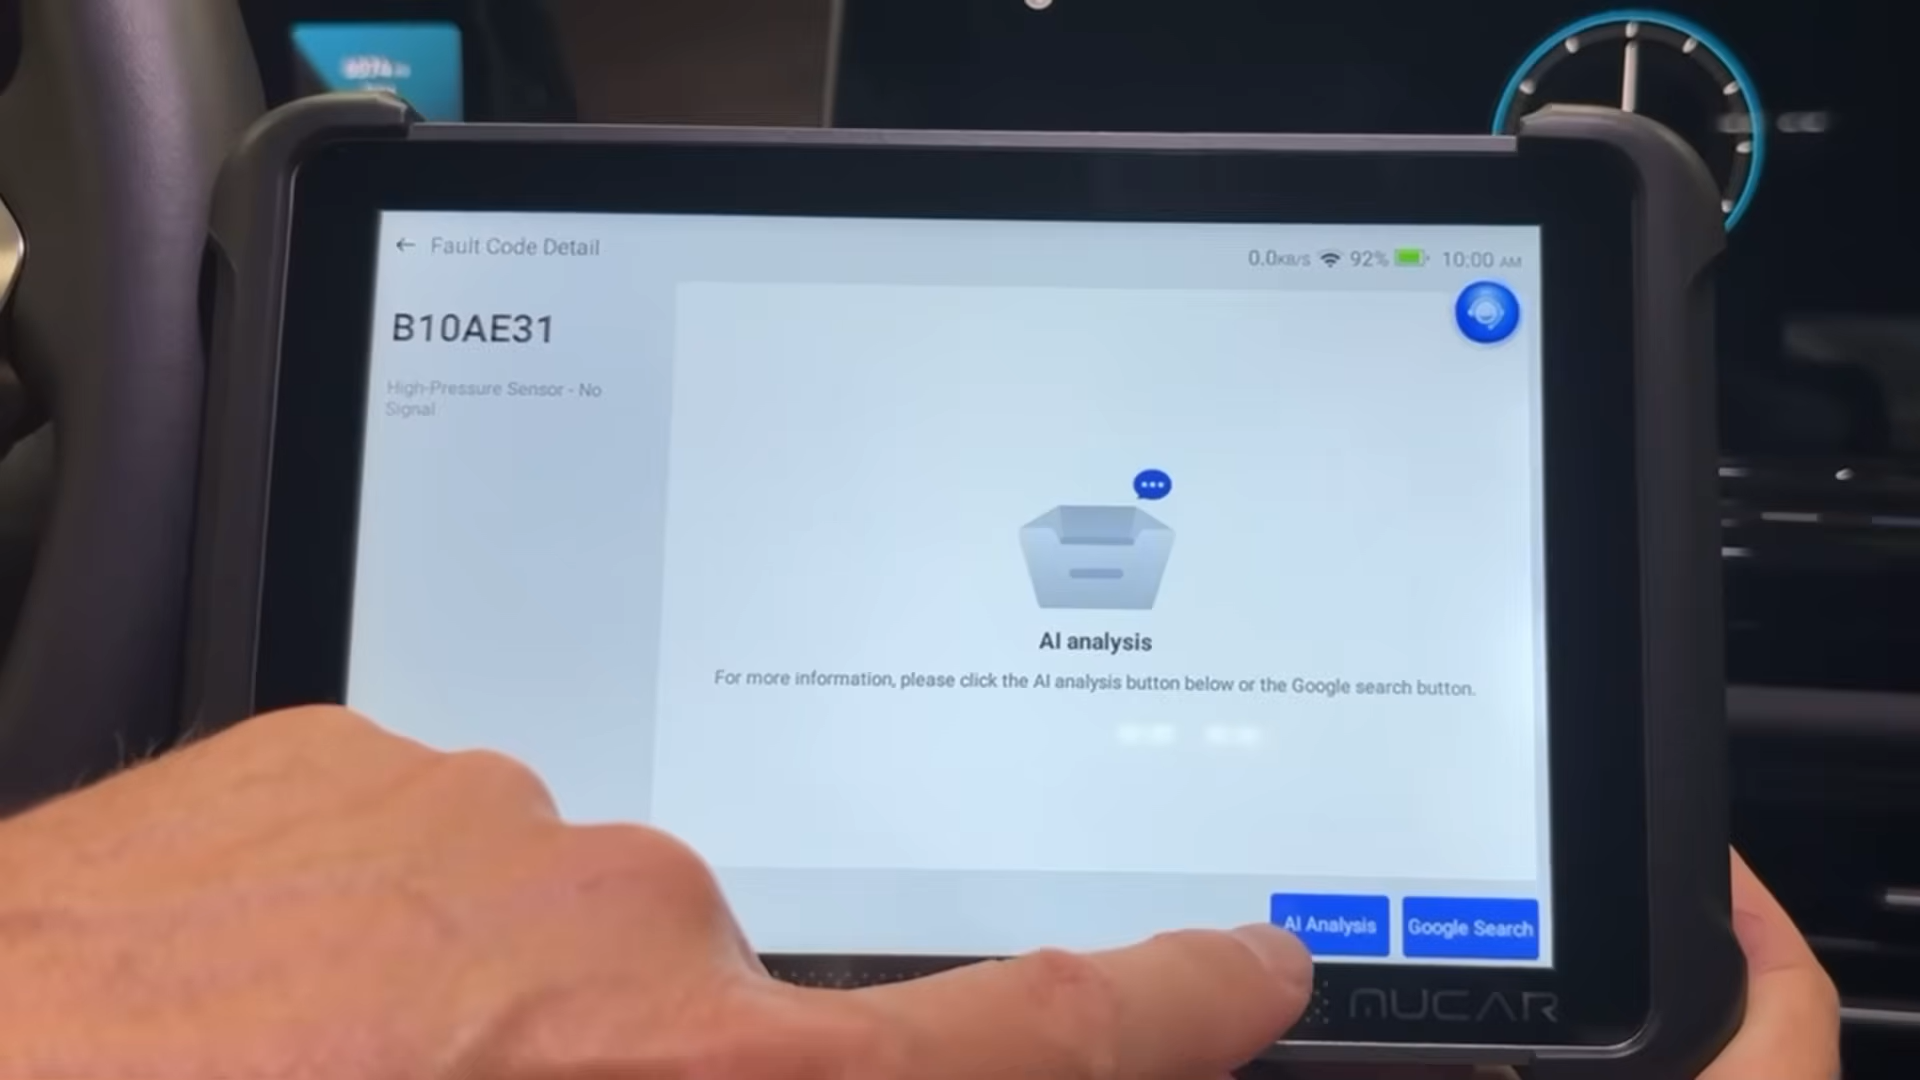 ← Fault Code Detail
0.0KB/S 92% 10:00 AM
B10AE31
High-Pressure Sensor - No
Signal
AI analysis
For more information, please click the AI analysis button below or the Google search button.
AI Analysis
Google Search
MUCAR